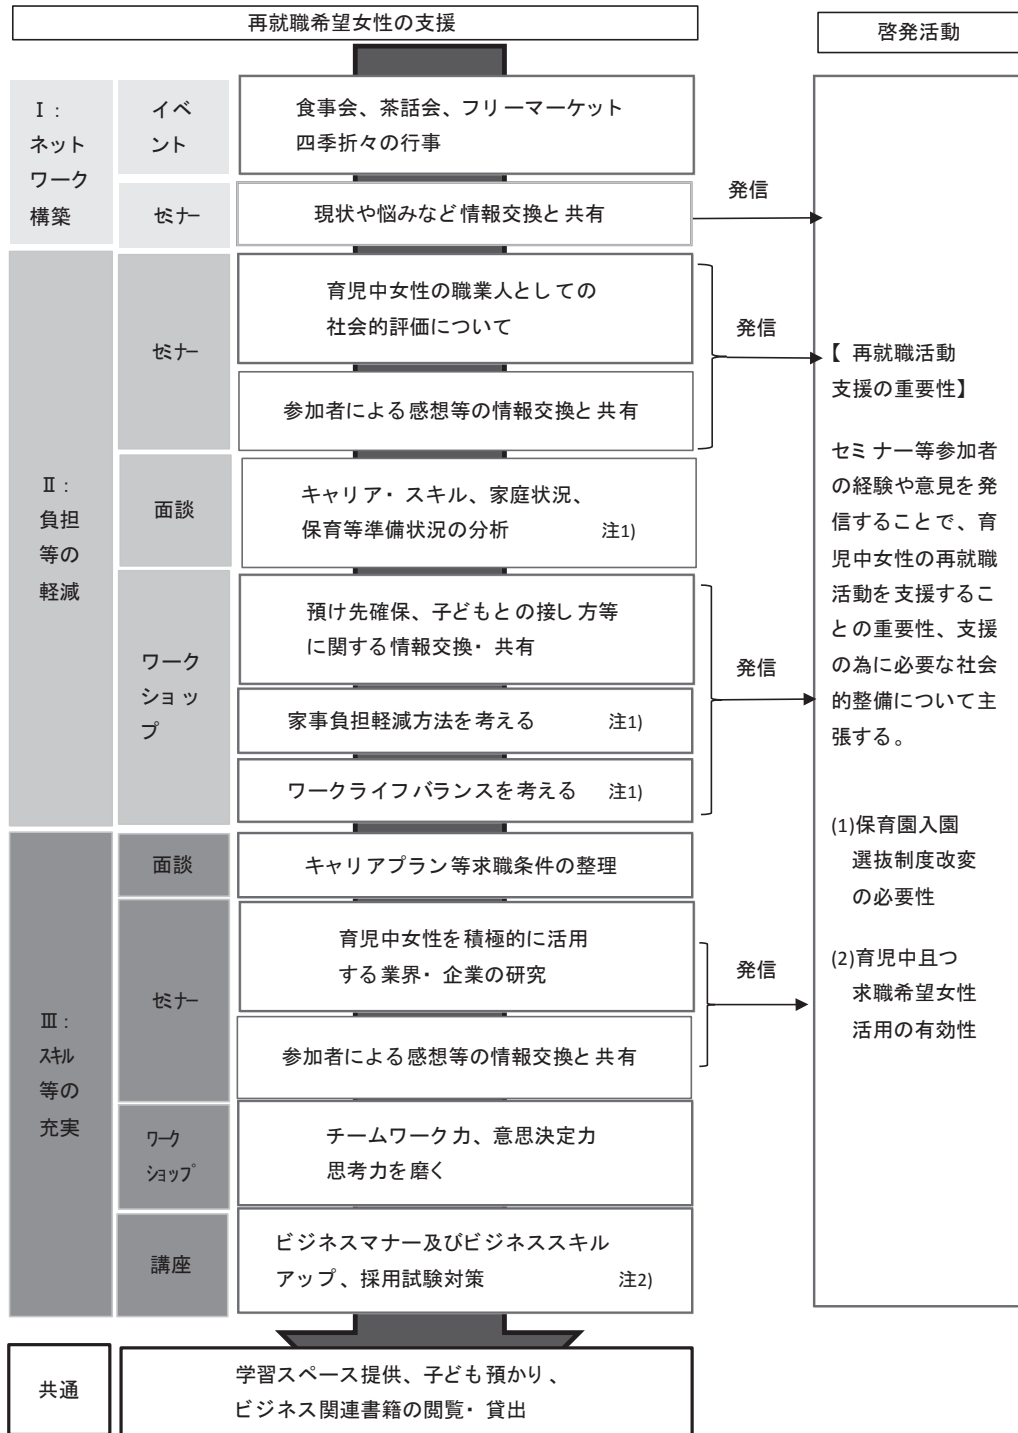 再就職希望女性の支援
啓発活動
Ⅰ：
ネット
ワーク
構築
イベ
ント
食事会、茶話会、フリーマーケット
四季折々の行事
セミナー
現状や悩みなど情報交換と共有
発信
Ⅱ：
負担
等の
軽減
セミナー
育児中女性の職業人としての
社会的評価について
参加者による感想等の情報交換と共有
発信
面談
キャリア・スキル、家庭状況、
保育等準備状況の分析 注1)
ワーク
ショッ
プ
預け先確保、子どもとの接し方等
に関する情報交換・共有
家事負担軽減方法を考える 注1)
ワークライフバランスを考える 注1)
発信
Ⅲ：
スキル
等の
充実
面談
キャリアプラン等求職条件の整理
セミナー
育児中女性を積極的に活用
する業界・企業の研究
参加者による感想等の情報交換と共有
発信
ワーク
ショップ
チームワーク力、意思決定力
思考力を磨く
講座
ビジネスマナー及びビジネススキル
アップ、採用試験対策 注2)
【再就職活動
支援の重要性】
セミナー等参加者
の経験や意見を発
信することで、育
児中女性の再就職
活動を支援するこ
との重要性、支援
の為に必要な社会
的整備について主
張する。
(1)保育園入園
選抜制度改変
の必要性
(2)育児中且つ
求職希望女性
活用の有効性
共通
学習スペース提供、子ども預かり、
ビジネス関連書籍の閲覧・貸出